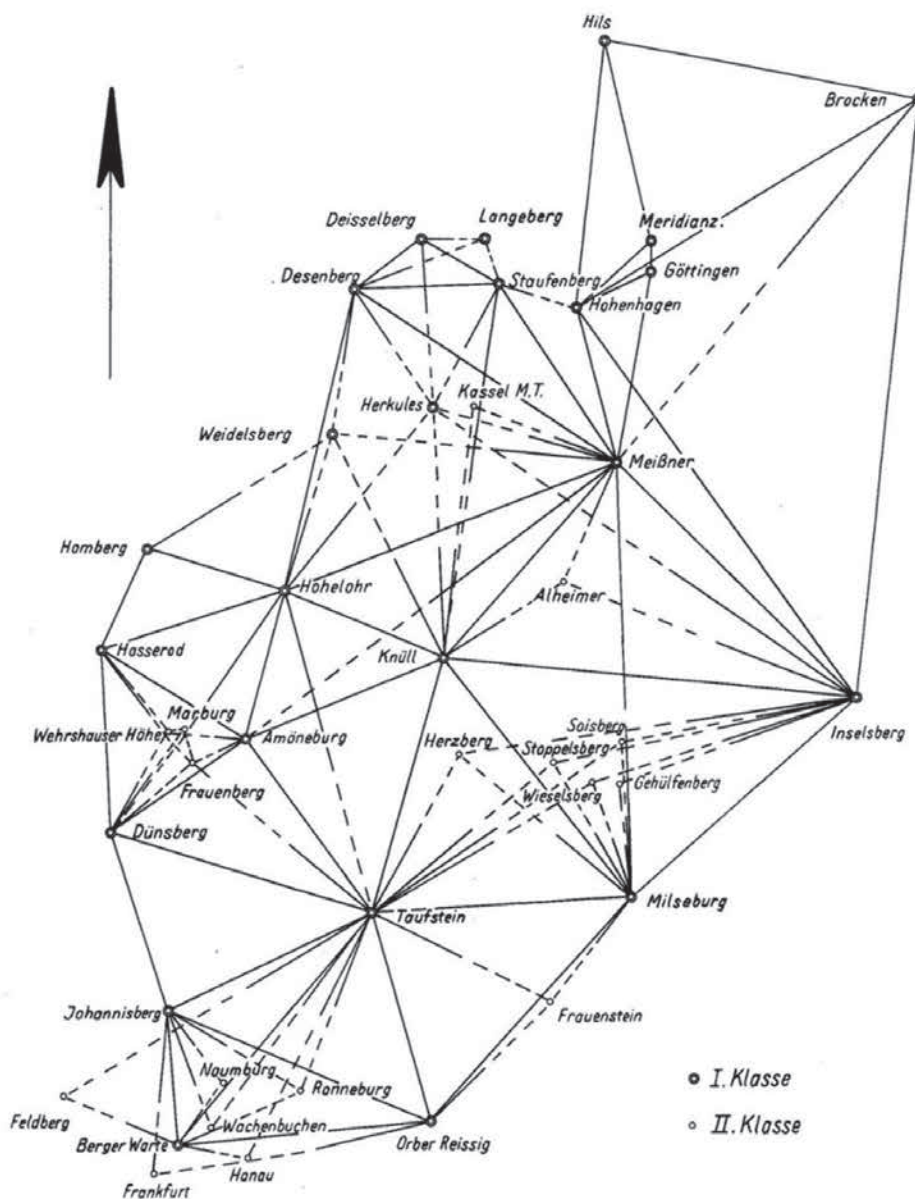 Hils
Brocken
Deisselberg
Langeberg
Meridianz.
Desenberg
Staufenberg
Göttingen
Hohenhagen
Herkules
Kassel M.T.
Weidelsberg
Meißner
Homberg
Höhelohr
Alheimer
Hasserod
Knüll
Marburg
Wehrshauser Höhe
Amöneburg
Herzberg
Soisberg
Stoppelsberg
Inselsberg
Frauenberg
Wieselsberg
Gehülfenberg
Dünsberg
Taufstein
Milseburg
Johannisberg
Frauenstein
Naumburg
Ronneburg
I. Klasse
Feldberg
Wachenbuchen
II. Klasse
Berger Warte
Orber Reissig
Hanau
Frankfurt